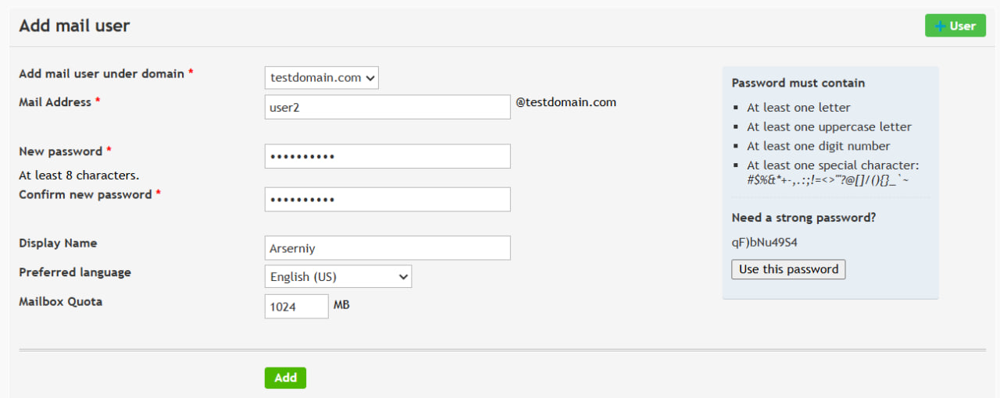 Add mail user
+ User
Add mail user under domain *
testdomain.com
Mail Address *
user2
@testdomain.com
New password *
••••••••••
At least 8 characters.
Confirm new password *
••••••••••
Display Name
Arserniy
Preferred language
English (US)
Mailbox Quota
1024
MB
Add
Password must contain
At least one letter
At least one uppercase letter
At least one digit number
At least one special character:
#$%&*+-,.:;!=<>'"?@[]/(){}_`~
Need a strong password?
qF)bNu49S4
Use this password